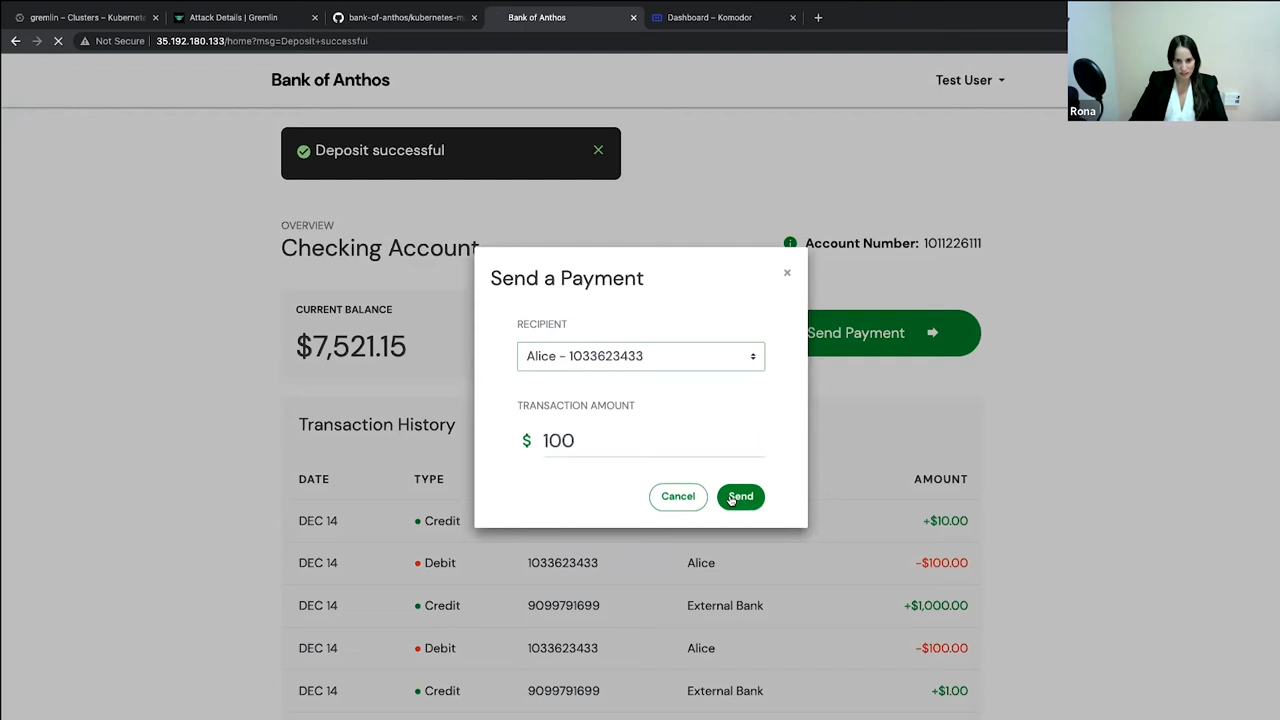 gremlin – Clusters – Kubernete
Attack Details | Gremlin
bank-of-anthos/kubernetes-m
Bank of Anthos
Dashboard – Komodor
Not Secure
35.192.180.133/home?msg=Deposit+successful
Rona
Bank of Anthos
Test User
Deposit successful
OVERVIEW
Checking Account
Account Number: 1011226111
CURRENT BALANCE
$7,521.15
Send Payment
Send a Payment
RECIPIENT
Alice – 1033623433
TRANSACTION AMOUNT
$ 100
Cancel
Send
Transaction History
DATE TYPE AMOUNT
DEC 14 Credit +$10.00
DEC 14 Debit 1033623433 Alice -$100.00
DEC 14 Credit 9099791699 External Bank +$1,000.00
DEC 14 Debit 1033623433 Alice -$100.00
DEC 14 Credit 9099791699 External Bank +$1.00